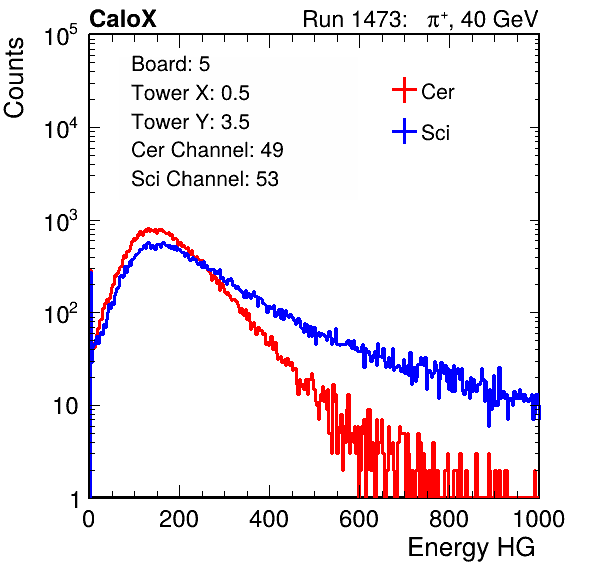 CaloX Run 1473: π⁺, 40 GeV
Counts
10⁵
10⁴
10³
10²
10
1
Board: 5
Tower X: 0.5
Tower Y: 3.5
Cer Channel: 49
Sci Channel: 53
Cer
Sci
0 200 400 600 800 1000
Energy HG